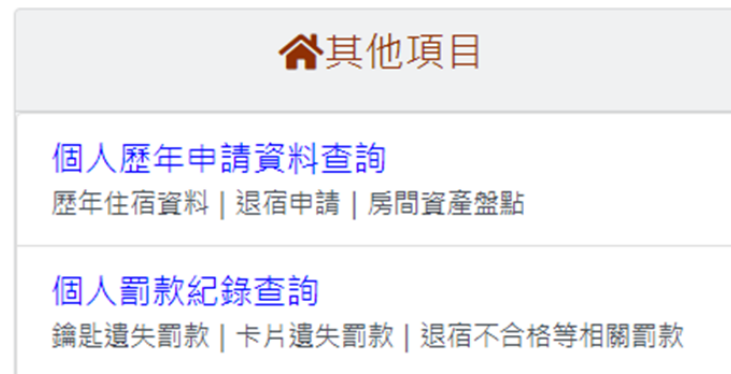 其他項目
個人歷年申請資料查詢
歷年住宿資料 | 退宿申請 | 房間資產盤點
個人罰款紀錄查詢
鑰匙遺失罰款 | 卡片遺失罰款 | 退宿不合格等相關罰款